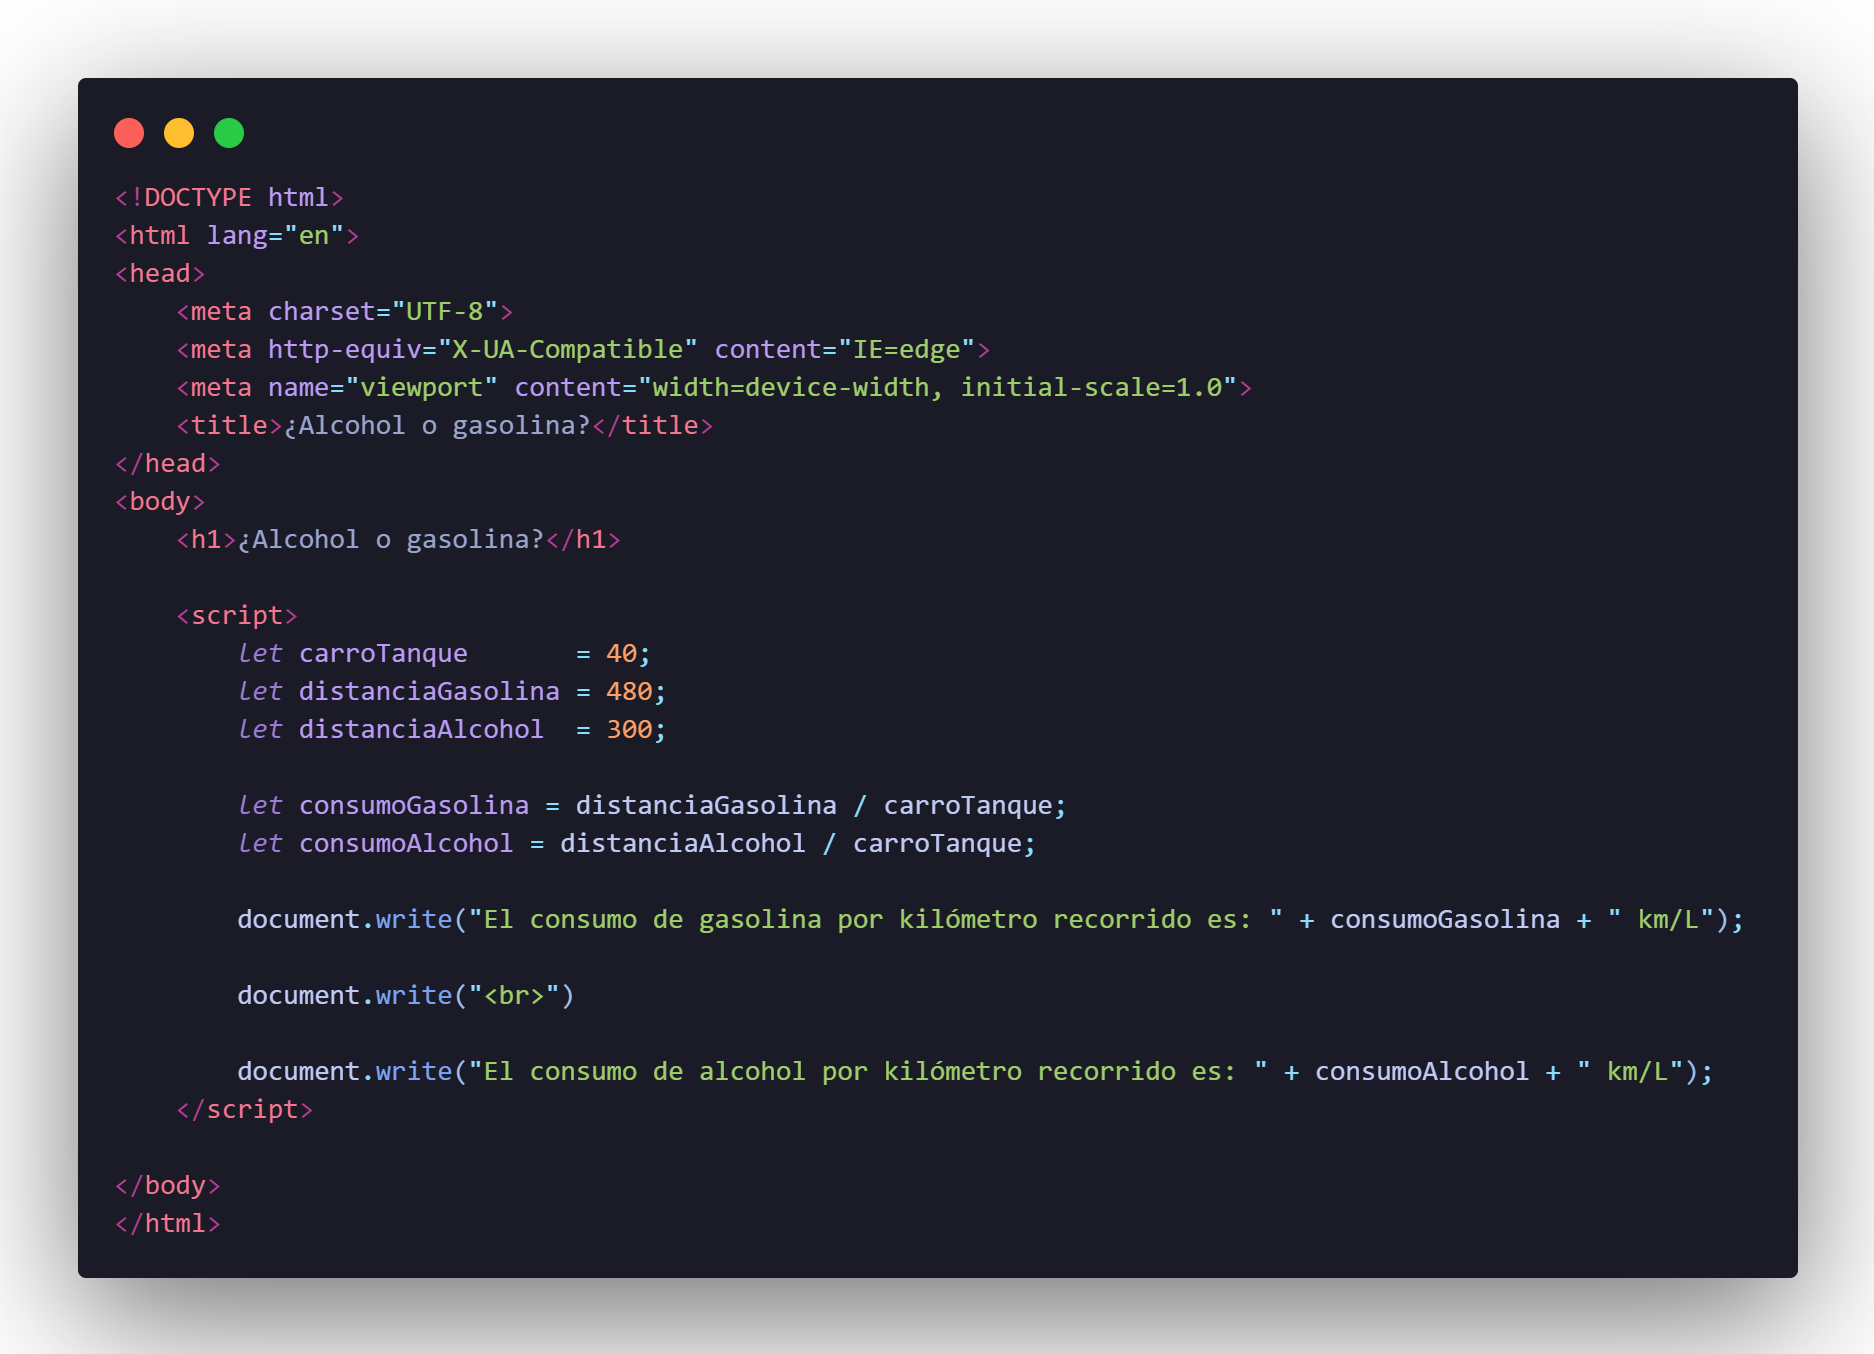 <!DOCTYPE html>
<html lang="en">
<head>
    <meta charset="UTF-8">
    <meta http-equiv="X-UA-Compatible" content="IE=edge">
    <meta name="viewport" content="width=device-width, initial-scale=1.0">
    <title>¿Alcohol o gasolina?</title>
</head>
<body>
    <h1>¿Alcohol o gasolina?</h1>

    <script>
        let carroTanque       = 40;
        let distanciaGasolina = 480;
        let distanciaAlcohol  = 300;

        let consumoGasolina = distanciaGasolina / carroTanque;
        let consumoAlcohol = distanciaAlcohol / carroTanque;

        document.write("El consumo de gasolina por kilómetro recorrido es: " + consumoGasolina + " km/L");

        document.write("<br>")

        document.write("El consumo de alcohol por kilómetro recorrido es: " + consumoAlcohol + " km/L");
    </script>

</body>
</html>